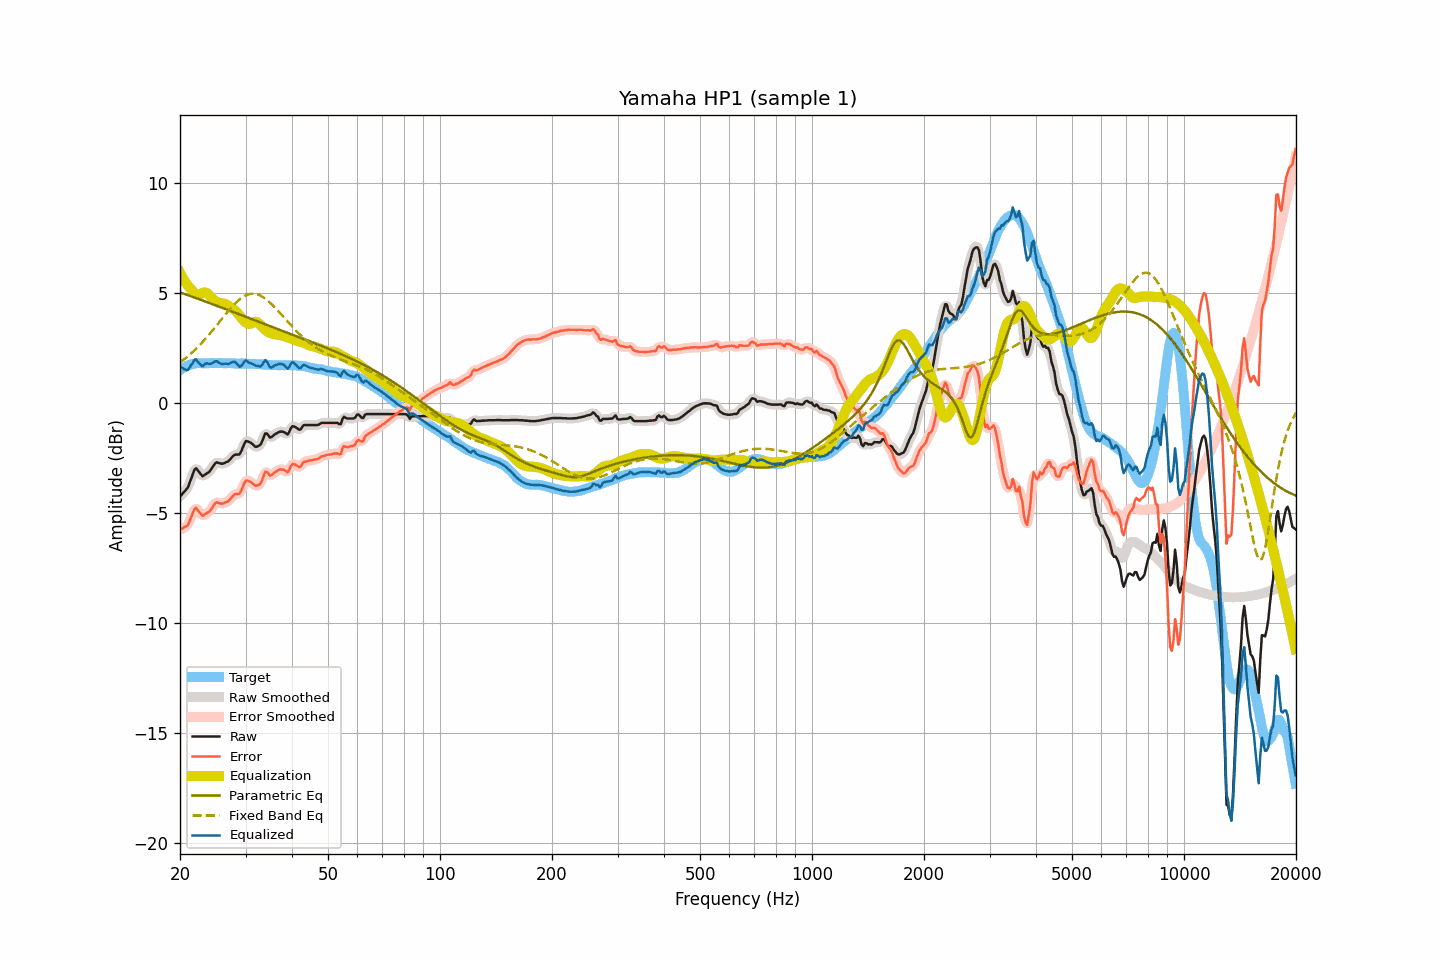 Yamaha HP1 (sample 1)
10
5
0
−5
−10
−15
−20
Amplitude (dBr)
Target
Raw Smoothed
Error Smoothed
Raw
Error
Equalization
Parametric Eq
Fixed Band Eq
Equalized
20 50 100 200 500 1000 2000 5000 10000 20000
Frequency (Hz)